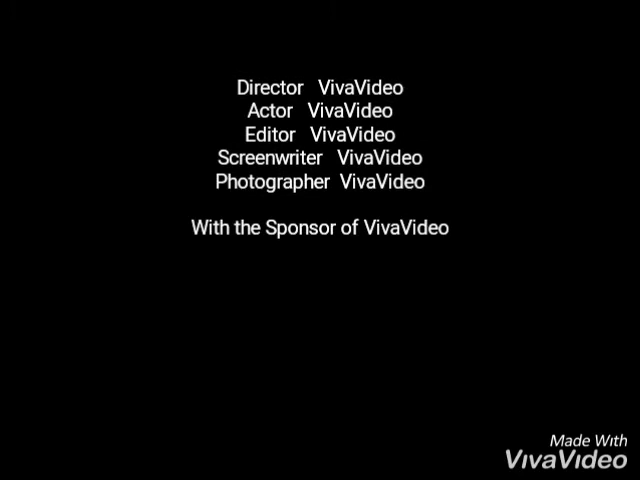 Director VivaVideo
Actor VivaVideo
Editor VivaVideo
Screenwriter VivaVideo
Photographer VivaVideo
With the Sponsor of VivaVideo
Made With
VivaVideo